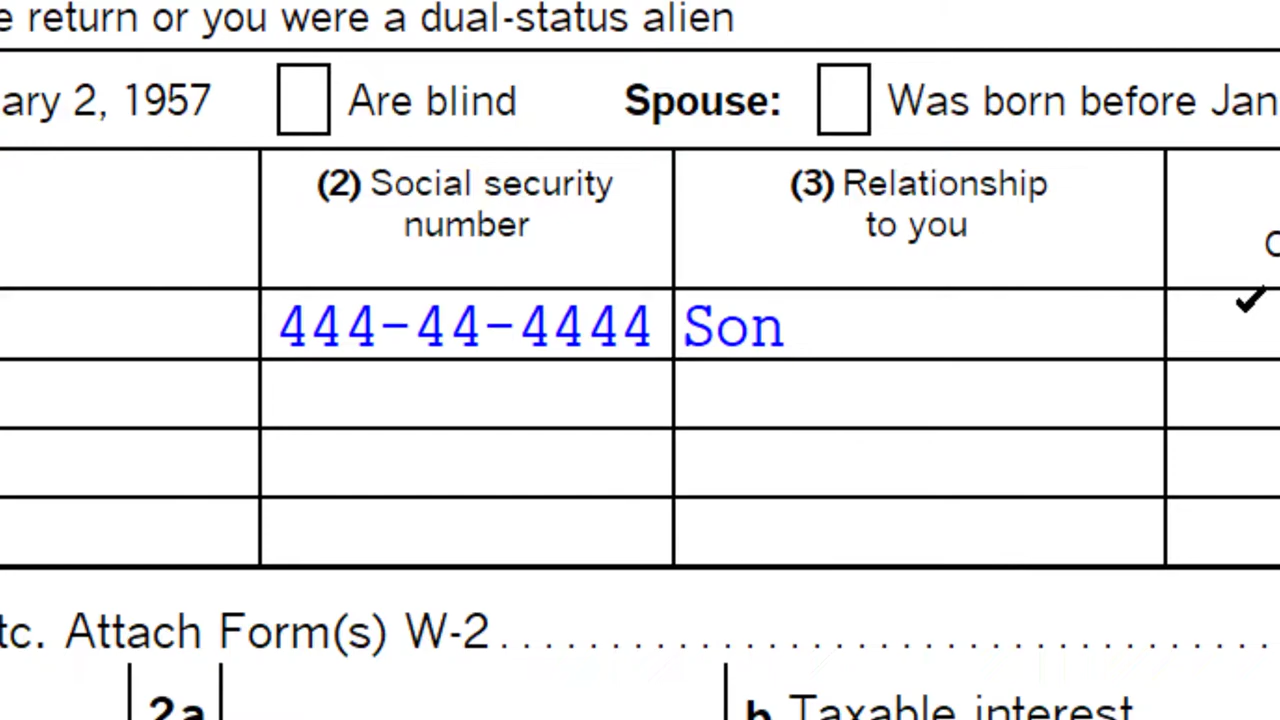 e return or you were a dual-status alien
ary 2, 1957 Are blind Spouse: Was born before Jan
(2) Social security
number
(3) Relationship
to you
444-44-4444 Son
tc. Attach Form(s) W-2
2a b Taxable interest